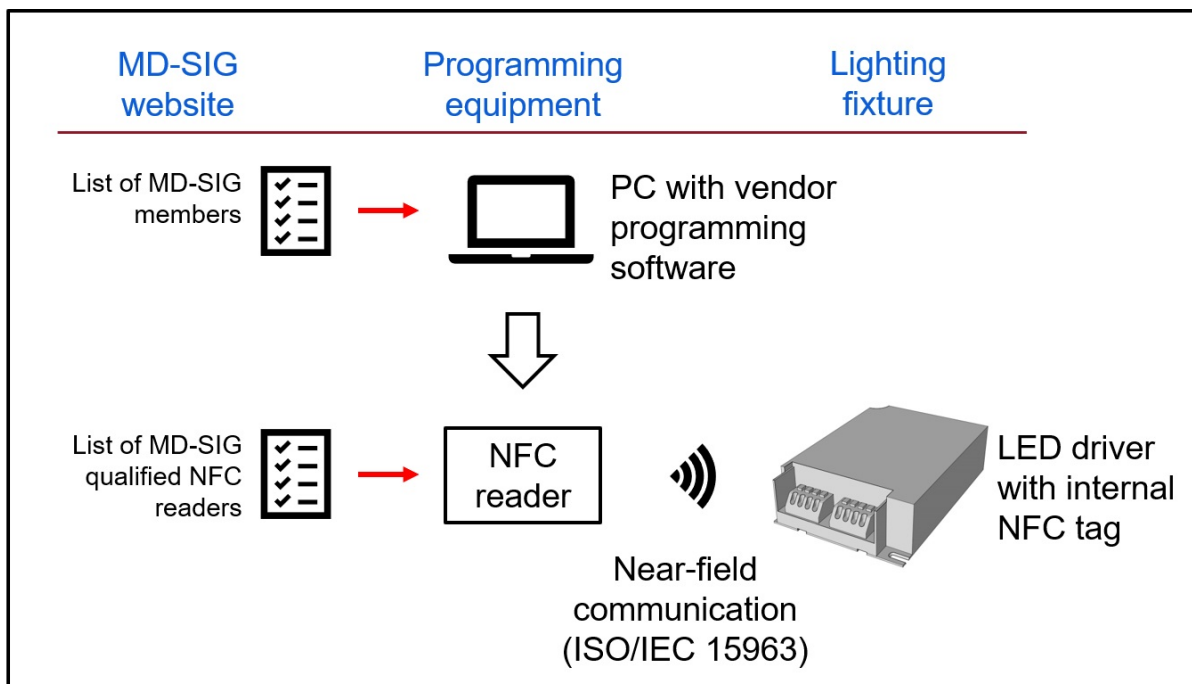 MD-SIG
website
Programming
equipment
Lighting
fixture
List of MD-SIG
members
PC with vendor
programming
software
List of MD-SIG
qualified NFC
readers
NFC
reader
LED driver
with internal
NFC tag
Near-field
communication
(ISO/IEC 15963)